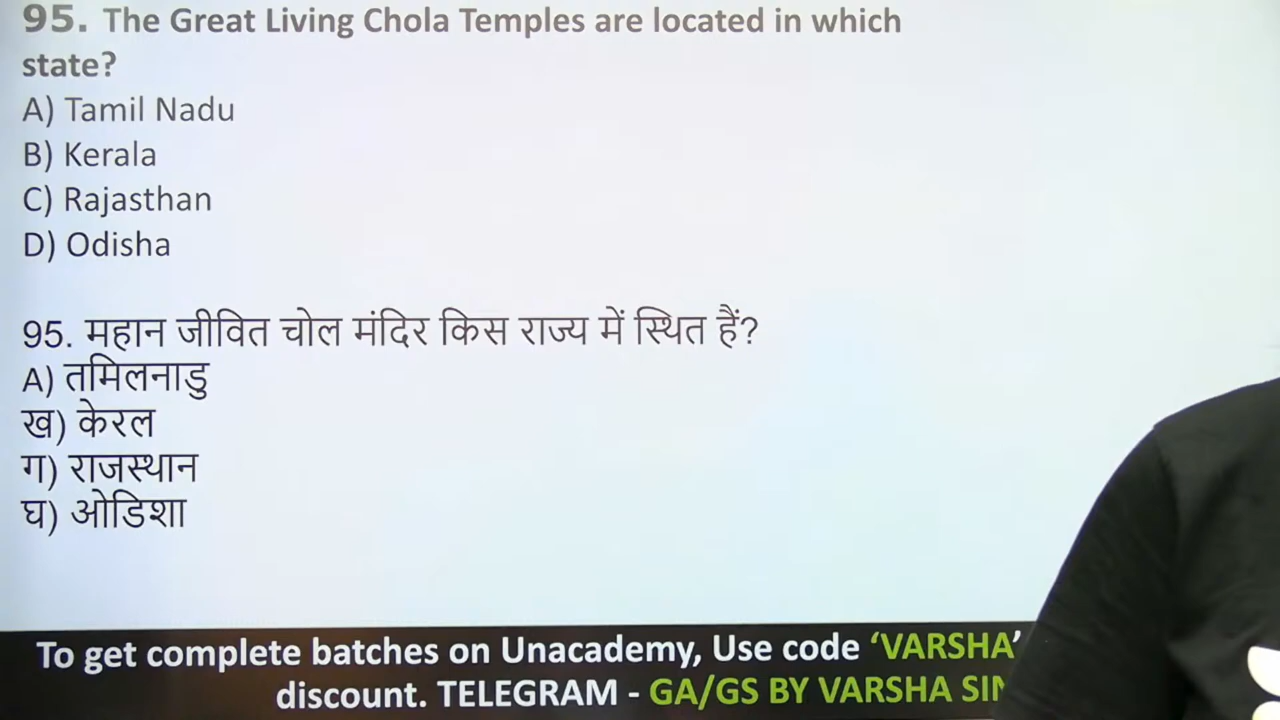 95. The Great Living Chola Temples are located in which
state?
A) Tamil Nadu
B) Kerala
C) Rajasthan
D) Odisha
95. महान जीवित चोल मंदिर किस राज्य में स्थित हैं?
A) तमिलनाडु
ख) केरल
ग) राजस्थान
घ) ओडिशा
To get complete batches on Unacademy, Use code ‘VARSHA’
discount. TELEGRAM - GA/GS BY VARSHA